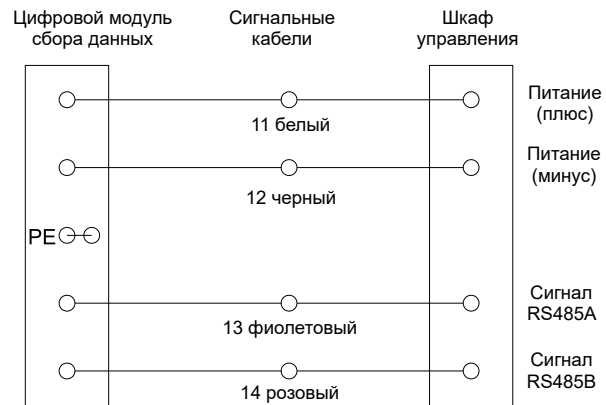 Цифровой модуль
сбора данных
Сигнальные
кабели
Шкаф
управления
Питание
(плюс)
11 белый
Питание
(минус)
12 черный
PE
Сигнал
RS485A
13 фиолетовый
Сигнал
RS485B
14 розовый